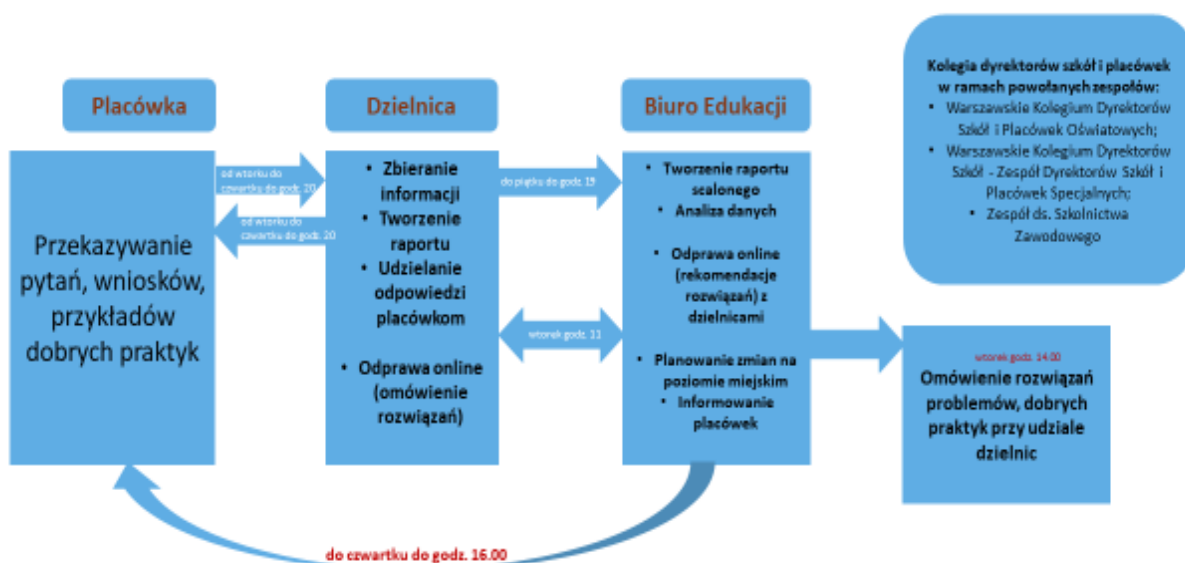 Placówka
Dzielnica
Biuro Edukacji
Kolegia dyrektorów szkół i placówek
w ramach powołanych zespołów:
• Warszawskie Kolegium Dyrektorów
Szkół i Placówek Oświatowych;
• Warszawskie Kolegium Dyrektorów
Szkół - Zespół Dyrektorów Szkół i
Placówek Specjalnych;
• Zespół ds. Szkolnictwa
Zawodowego
Przekazywanie
pytań, wniosków,
przykładów
dobrych praktyk
od wtorku do
czwartku do godz. 20
od wtorku do
czwartku do godz. 20
• Zbieranie
informacji
• Tworzenie
raportu
• Udzielanie
odpowiedzi
placówkom
• Odprawa online
(omówienie
rozwiązań)
do piątku do godz. 15
wtorek godz. 11
• Tworzenie raportu
scalonego
• Analiza danych
• Odprawa online
(rekomendacje
rozwiązań) z
dzielnicami
• Planowanie zmian na
poziomie miejskim
• Informowanie
placówek
wtorek godz. 14.00
Omówienie rozwiązań
problemów, dobrych
praktyk przy udziale
dzielnic
do czwartku do godz. 16.00